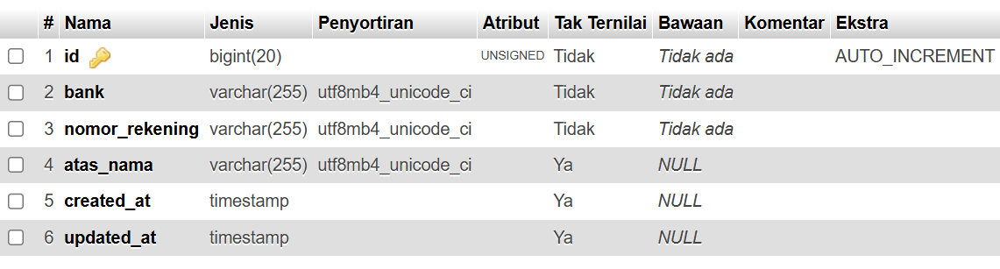 # Nama Jenis Penyortiran Atribut Tak Ternilai Bawaan Komentar Ekstra
1 id bigint(20) UNSIGNED Tidak Tidak ada AUTO_INCREMENT
2 bank varchar(255) utf8mb4_unicode_ci Tidak Tidak ada
3 nomor_rekening varchar(255) utf8mb4_unicode_ci Tidak Tidak ada
4 atas_nama varchar(255) utf8mb4_unicode_ci Ya NULL
5 created_at timestamp Ya NULL
6 updated_at timestamp Ya NULL